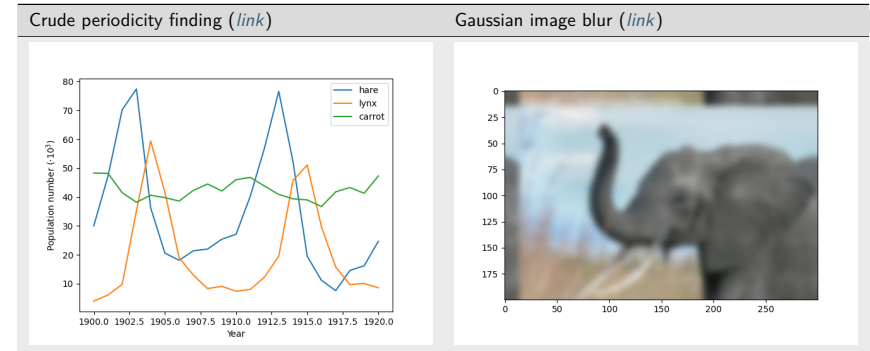 Crude periodicity finding (link)
Gaussian image blur (link)
80
70
60
50
40
30
20
10
Population number (·10³)
1900.0 1902.5 1905.0 1907.5 1910.0 1912.5 1915.0 1917.5 1920.0
Year
hare
lynx
carrot
0
25
50
75
100
125
150
175
0 50 100 150 200 250